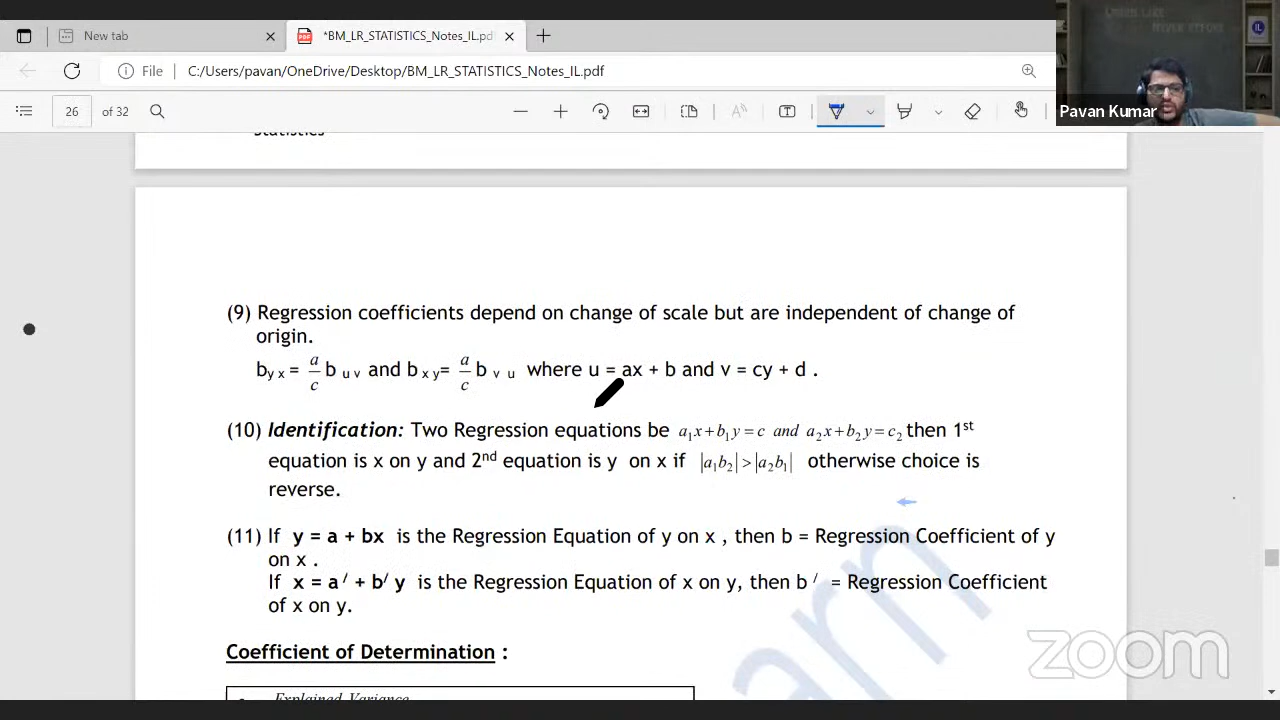 New tab
*BM_LR_STATISTICS_Notes_IL.pdf
File
C:/Users/pavan/OneDrive/Desktop/BM_LR_STATISTICS_Notes_IL.pdf
Pavan Kumar
26 of 32
Statistics
(9) Regression coefficients depend on change of scale but are independent of change of
origin.
b y x = a/c b u v and b x y = a/c b v u where u = ax + b and v = cy + d .
(10) Identification: Two Regression equations be a₁x + b₁y = c and a₂x + b₂y = c₂ then 1st
equation is x on y and 2nd equation is y on x if |a₁b₂| > |a₂b₁| otherwise choice is
reverse.
(11) If y = a + bx is the Regression Equation of y on x , then b = Regression Coefficient of y
on x .
If x = a / + b/ y is the Regression Equation of x on y, then b / = Regression Coefficient
of x on y.
Coefficient of Determination :
Explained Variance
arn
zoom